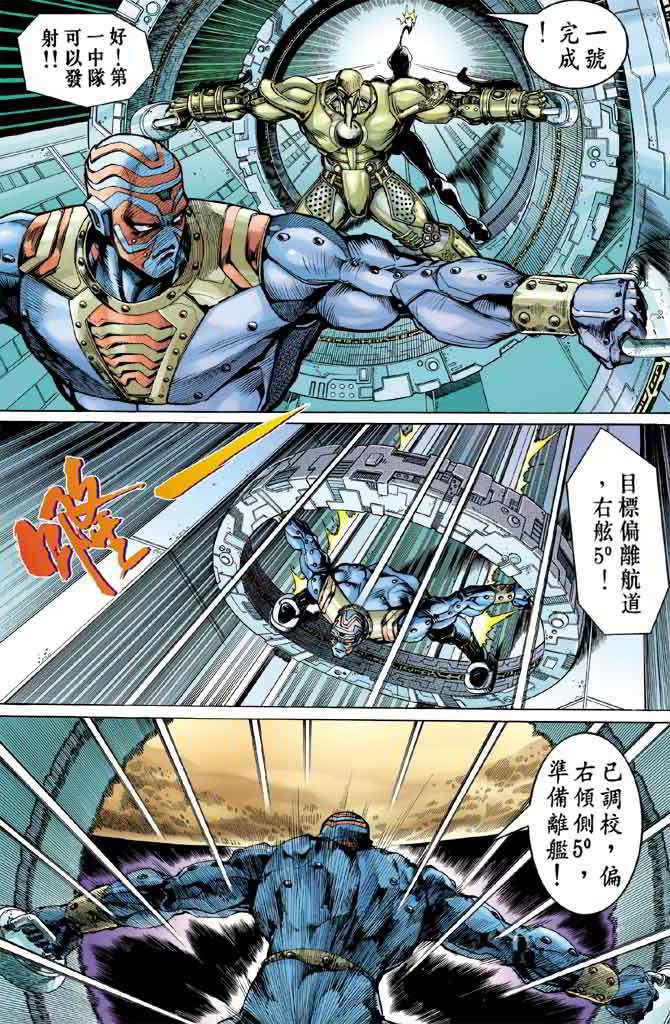 一號
完成
！
好！第
一中隊
可以發
射!!
嗞
目標偏離航道
，右舷5º！
已調校，偏
右傾側5º，
準備離艦！